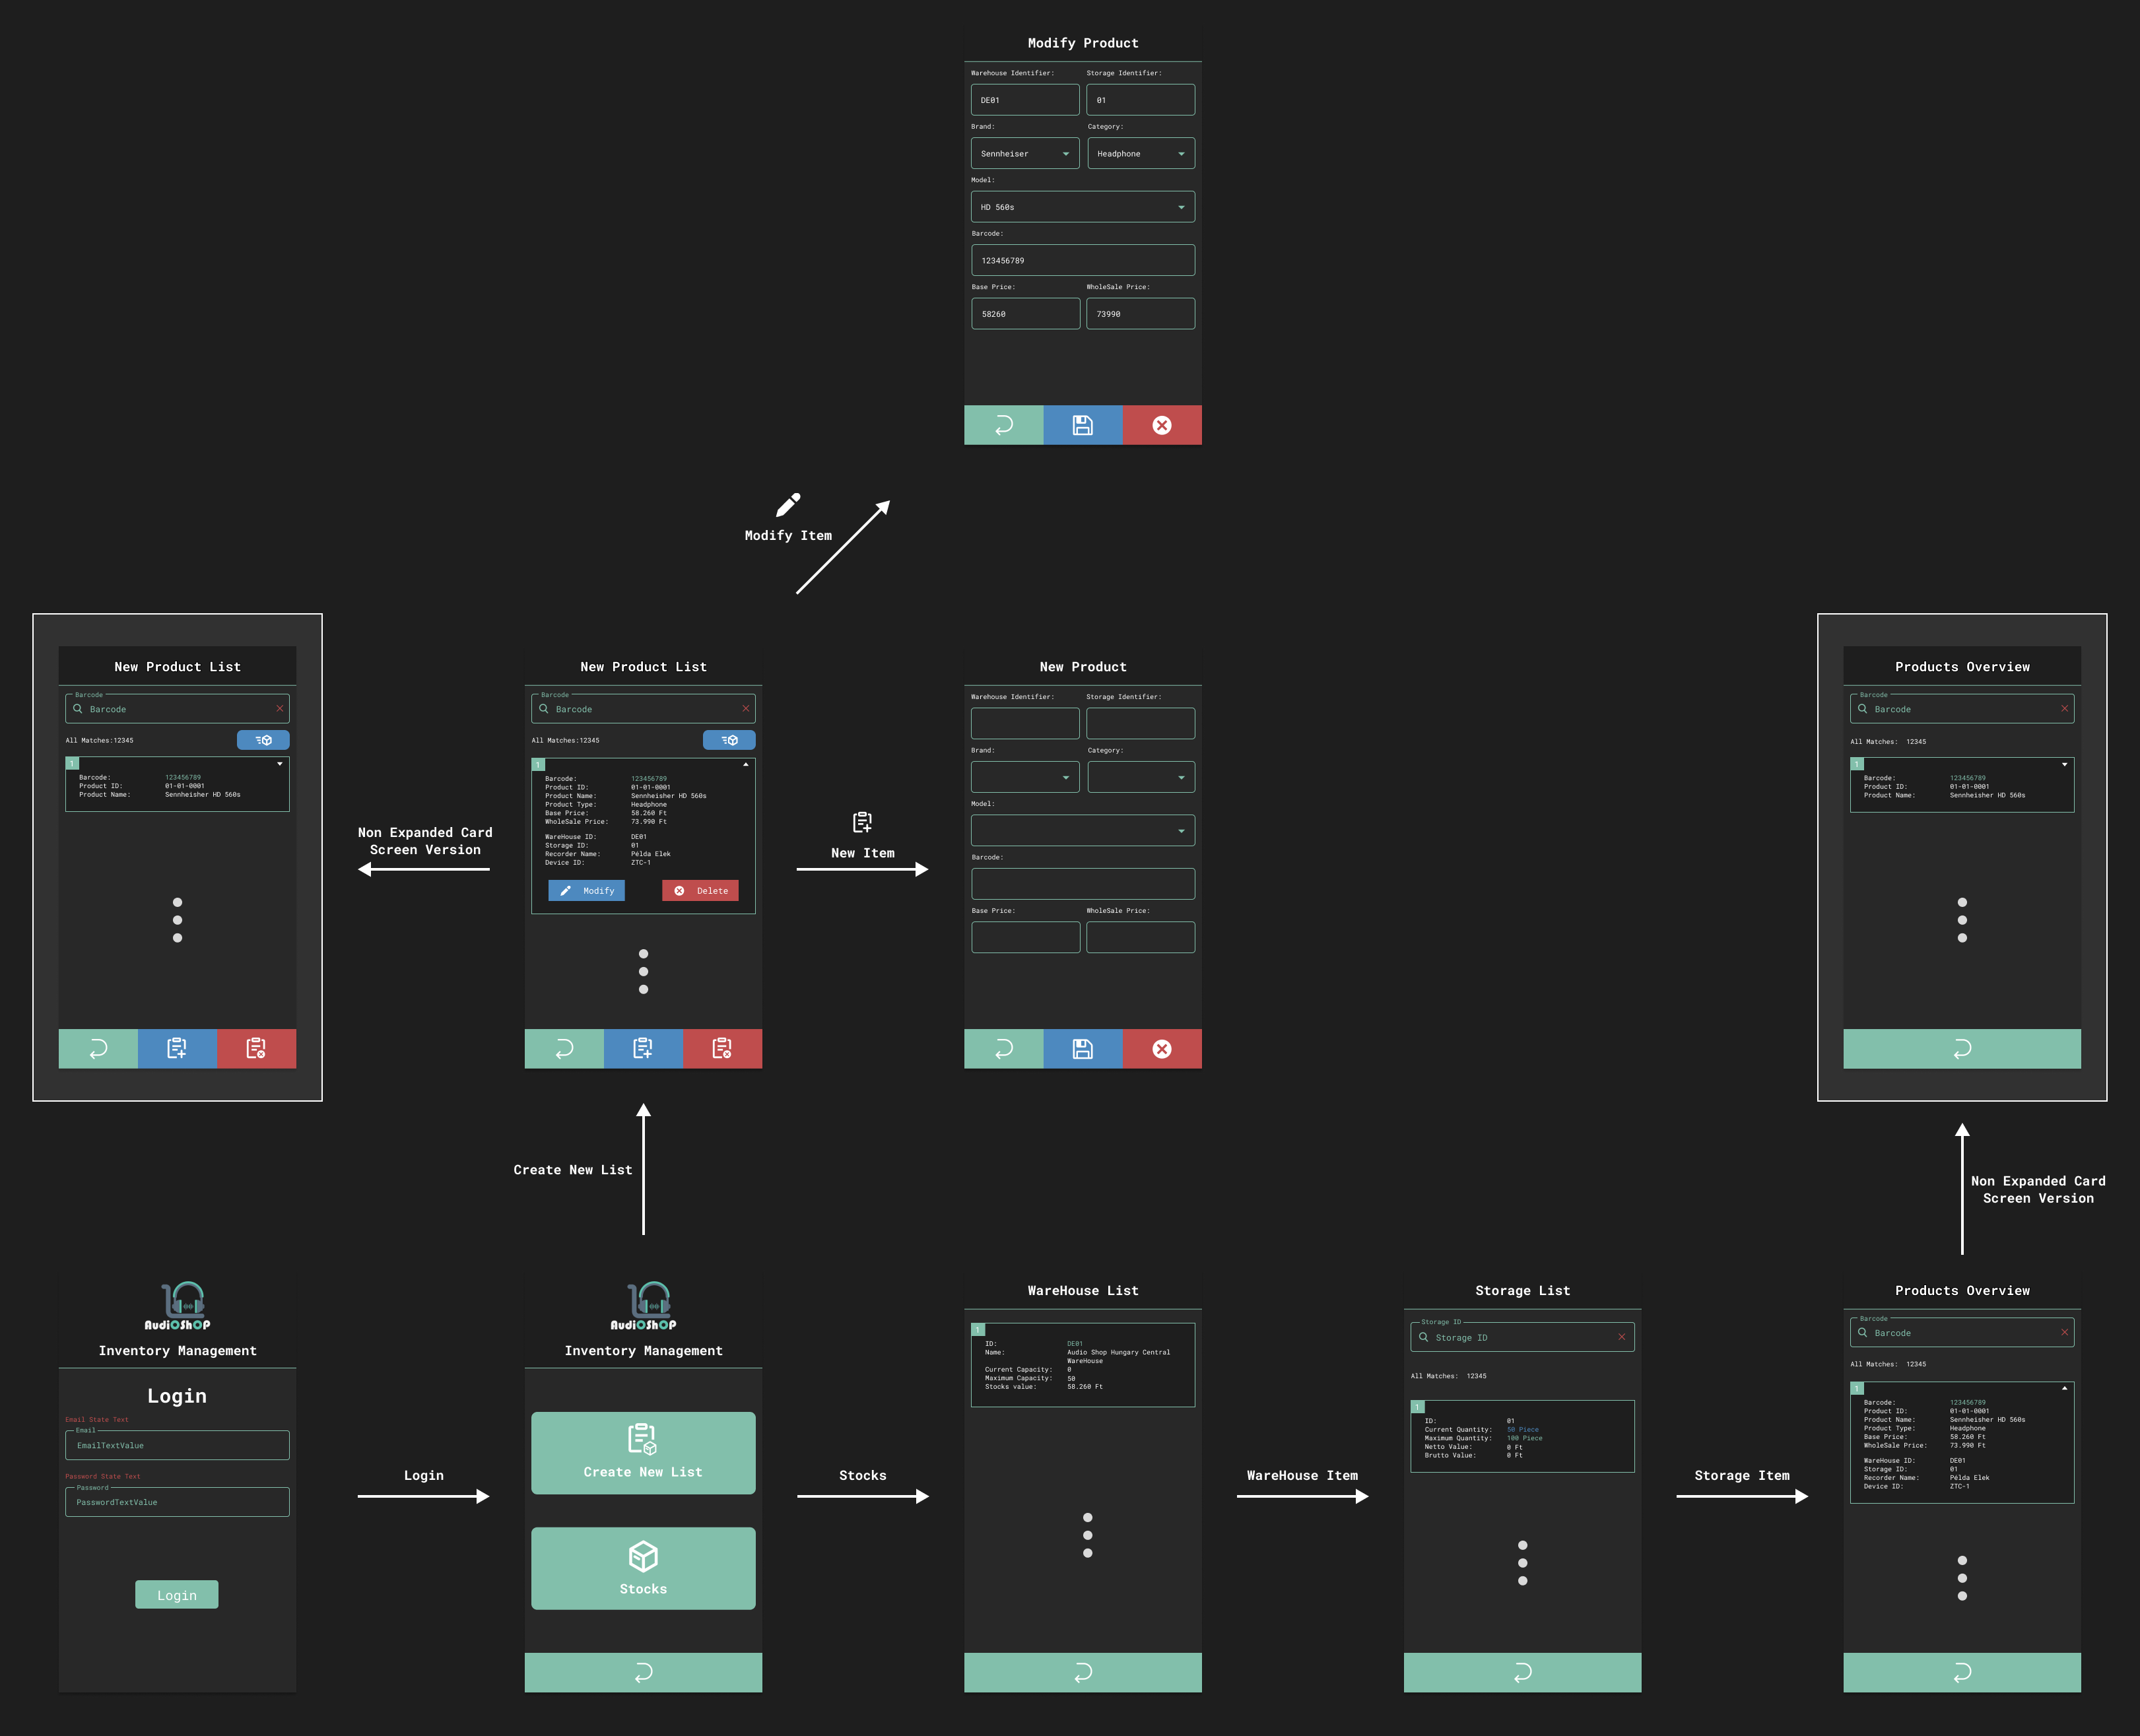 Modify Product
Warehouse Identifier: Storage Identifier:
DE01 01
Brand: Category:
Sennheiser Headphone
Model:
HD 560s
Barcode:
123456789
Base Price: WholeSale Price:
58260 73990
Modify Item
New Product List
Barcode
Barcode
All Matches:12345
1
Barcode: 123456789
Product ID: 01-01-0001
Product Name: Sennheisher HD 560s
Non Expanded Card
Screen Version
New Product List
Barcode
Barcode
All Matches:12345
1
Barcode: 123456789
Product ID: 01-01-0001
Product Name: Sennheisher HD 560s
Product Type: Headphone
Base Price: 58.260 Ft
WholeSale Price: 73.990 Ft
WareHouse ID: DE01
Storage ID: 01
Recorder Name: Példa Elek
Device ID: ZTC-1
Modify Delete
New Item
New Product
Warehouse Identifier: Storage Identifier:
Brand: Category:
Model:
Barcode:
Base Price: WholeSale Price:
Products Overview
Barcode
Barcode
All Matches: 12345
1
Barcode: 123456789
Product ID: 01-01-0001
Product Name: Sennheisher HD 560s
Create New List
Non Expanded Card
Screen Version
AudiOShOP
Inventory Management
Login
Email State Text
Email
EmailTextValue
Password State Text
Password
PasswordTextValue
Login
Login
AudiOShOP
Inventory Management
Create New List
Stocks
Stocks
WareHouse List
1
ID: DE01
Name: Audio Shop Hungary Central
WareHouse
Current Capacity: 0
Maximum Capacity: 50
Stocks value: 58.260 Ft
WareHouse Item
Storage List
Storage ID
Storage ID
All Matches: 12345
1
ID: 01
Current Quantity: 50 Piece
Maximum Quantity: 100 Piece
Netto Value: 0 Ft
Brutto Value: 0 Ft
Storage Item
Products Overview
Barcode
Barcode
All Matches: 12345
1
Barcode: 123456789
Product ID: 01-01-0001
Product Name: Sennheisher HD 560s
Product Type: Headphone
Base Price: 58.260 Ft
WholeSale Price: 73.990 Ft
WareHouse ID: DE01
Storage ID: 01
Recorder Name: Példa Elek
Device ID: ZTC-1